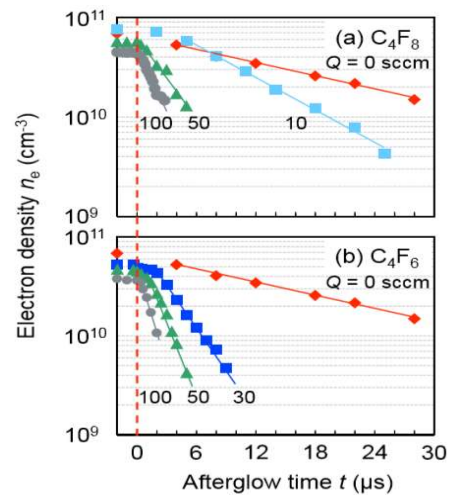 10¹¹
(a) C₄F₈
Q = 0 sccm
10¹⁰
100
50
10
10⁹
Electron density nₑ (cm⁻³)
10¹¹
(b) C₄F₆
Q = 0 sccm
10¹⁰
100
50
30
10⁹
0 6 12 18 24 30
Afterglow time t (μs)